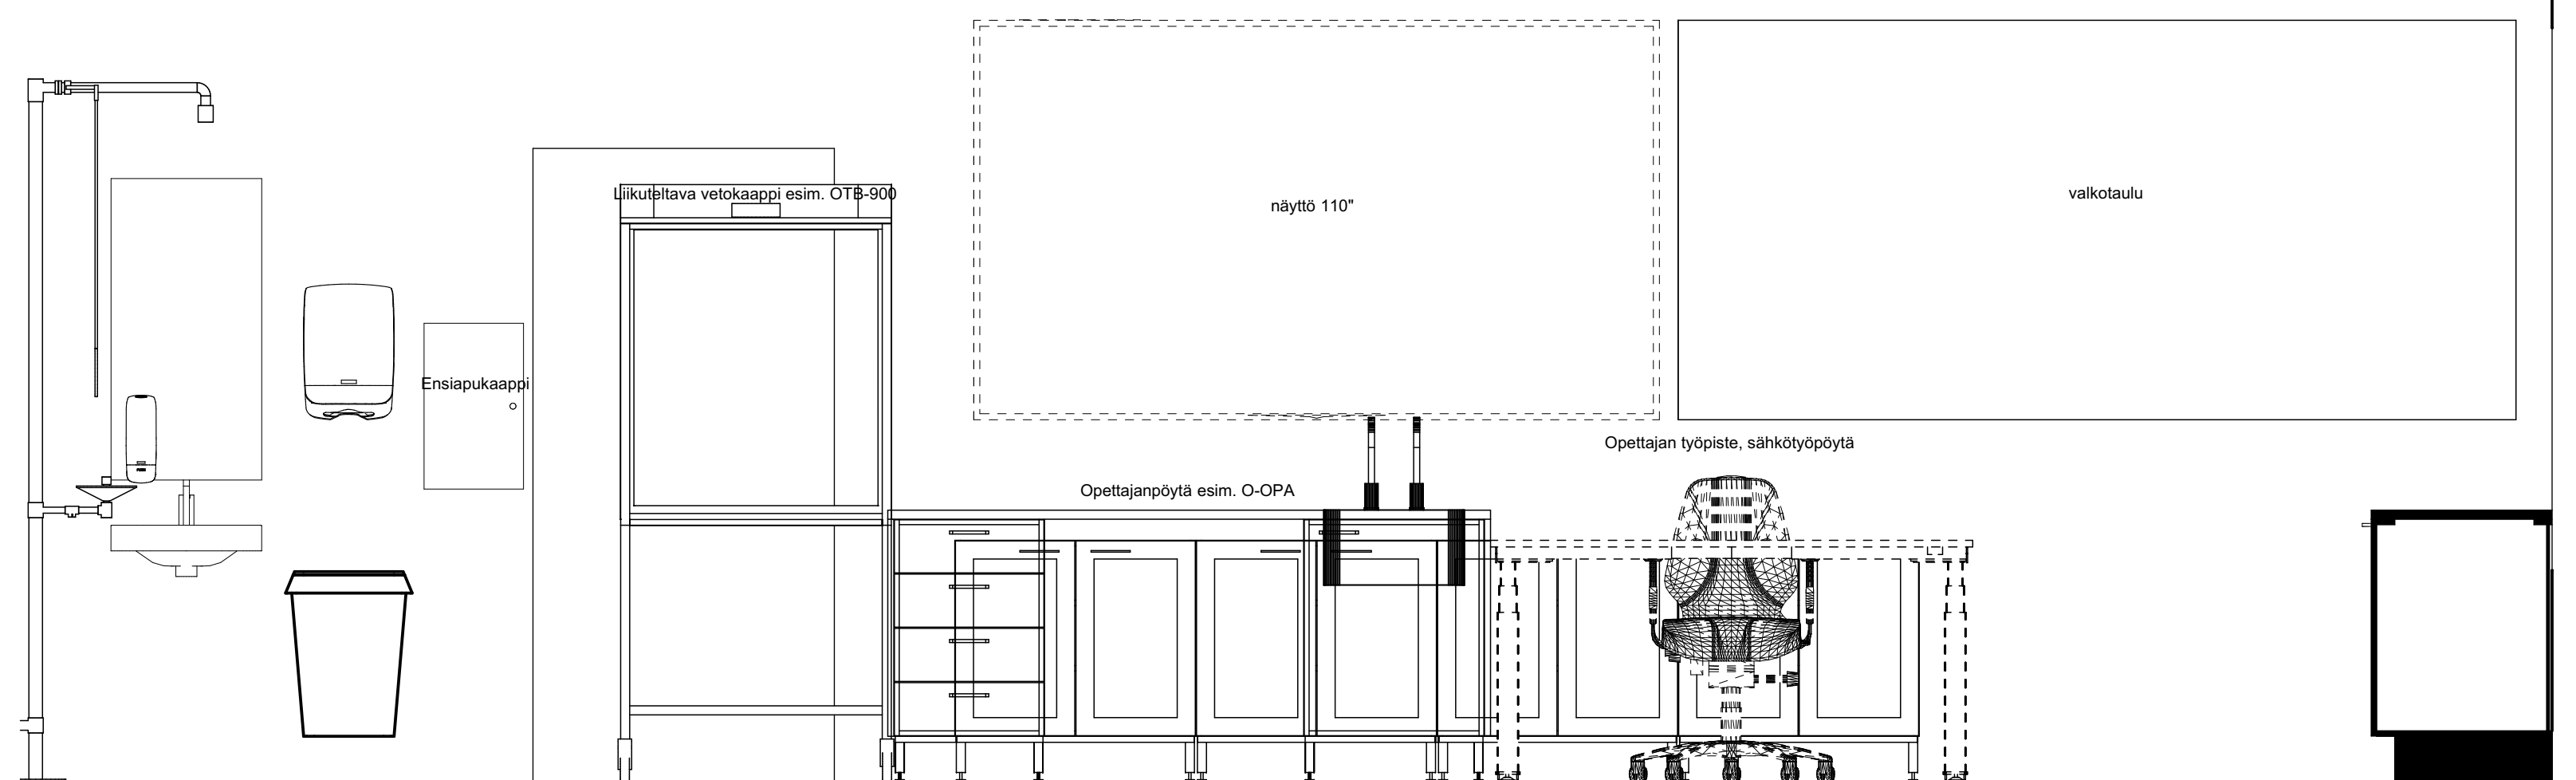 Liikuteltava vetokaappi esim. OTB-900
näyttö 110"
valkotaulu
Ensiapukaappi
Opettajan työpiste, sähkötyöpöytä
Opettajanpöytä esim. O-OPA